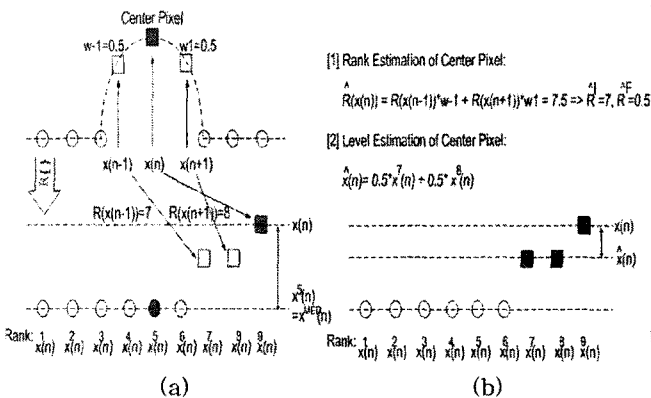 Center Pixel
w-1=0.5
w1=0.5
x(n-1)
x(n)
x(n+1)
R(x(n-1))=7
R(x(n+1))=8
x(n)
x⁵(n)
=xᴹᴱᴰ(n)
Rank: 1 2 3 4 5 6 7 8 9
x(n) x(n) x(n) x(n) x(n) x(n) x(n) x(n) x(n)
(a)
[1] Rank Estimation of Center Pixel:
R̂(x(n)) = R(x(n-1))*w-1 + R(x(n+1))*w1 = 7.5 => R̂ᴵ=7, R̂ᶠ=0.5
[2] Level Estimation of Center Pixel:
x̂(n)= 0.5*x⁷(n) + 0.5* x⁸(n)
x(n)
x̂(n)
Rank: 1 2 3 4 5 6 7 8 9
x(n) x(n) x(n) x(n) x(n) x(n) x(n) x(n) x(n)
(b)